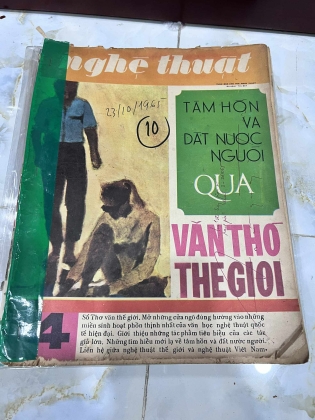 nghệ thuật
23/10/1965
10
TÂM HỒN
VÀ
ĐẤT NƯỚC
NGƯỜI
QUA
VĂN THƠ
THẾ GIỚI
4
Số Thơ văn thế giới. Mở những cửa ngõ đóng hướng vào những
miền sinh hoạt phồn thịnh nhất của văn học nghệ thuật quốc
tế hiện đại. Giới thiệu những tác phẩm tiêu biểu của các tác
giả lớn. Những tìm hiểu mới lạ về tâm hồn và đất nước người.
Liên hệ giữa nghệ thuật thế giới và nghệ thuật Việt Nam.